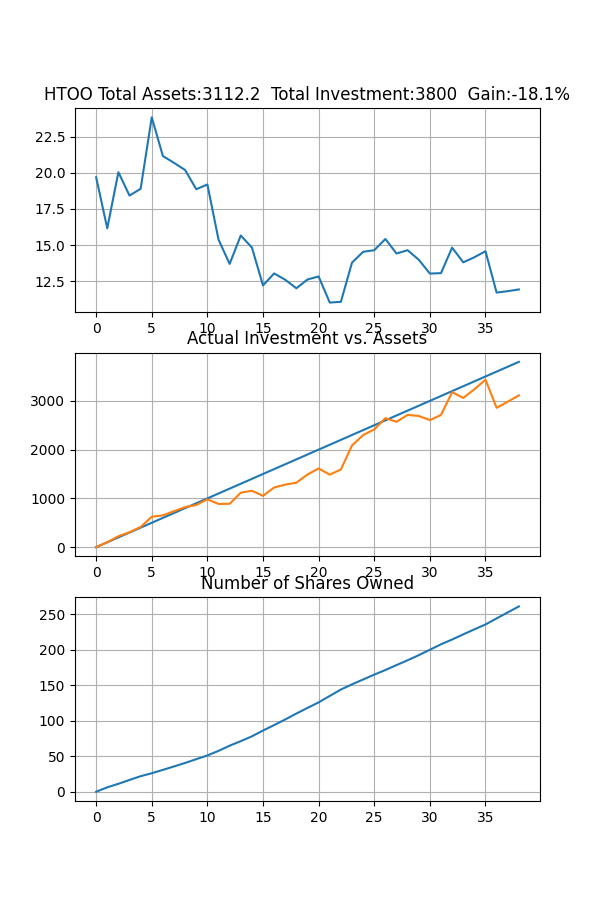 HTOO Total Assets:3112.2  Total Investment:3800  Gain:-18.1%
22.5
20.0
17.5
15.0
12.5
0 5 10 15 20 25 30 35
Actual Investment vs. Assets
3000
2000
1000
0
0 5 10 15 20 25 30 35
Number of Shares Owned
250
200
150
100
50
0
0 5 10 15 20 25 30 35